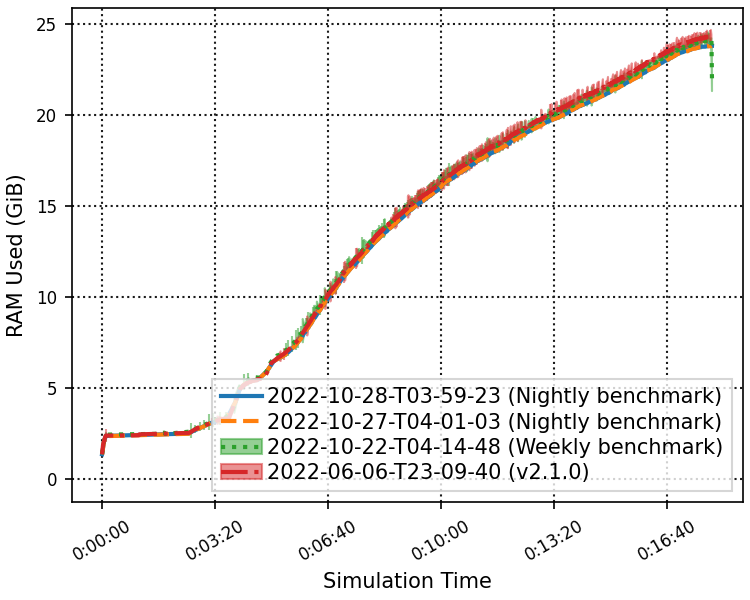 25
20
15
10
5
0
RAM Used (GiB)
2022-10-28-T03-59-23 (Nightly benchmark)
2022-10-27-T04-01-03 (Nightly benchmark)
2022-10-22-T04-14-48 (Weekly benchmark)
2022-06-06-T23-09-40 (v2.1.0)
0:00:00
0:03:20
0:06:40
0:10:00
0:13:20
0:16:40
Simulation Time